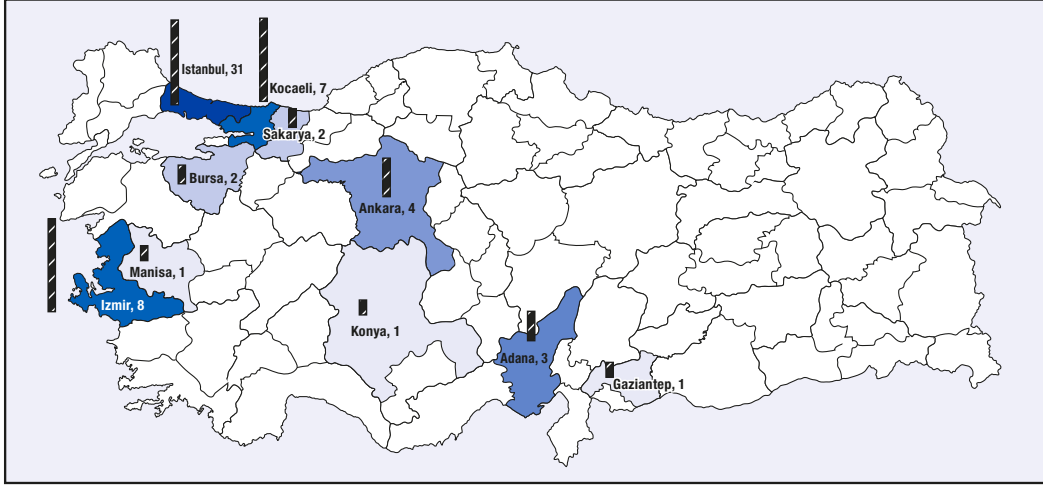 Istanbul, 31
Kocaeli, 7
Sakarya, 2
Bursa, 2
Ankara, 4
Manisa, 1
Izmir, 8
Konya, 1
Adana, 3
Gaziantep, 1